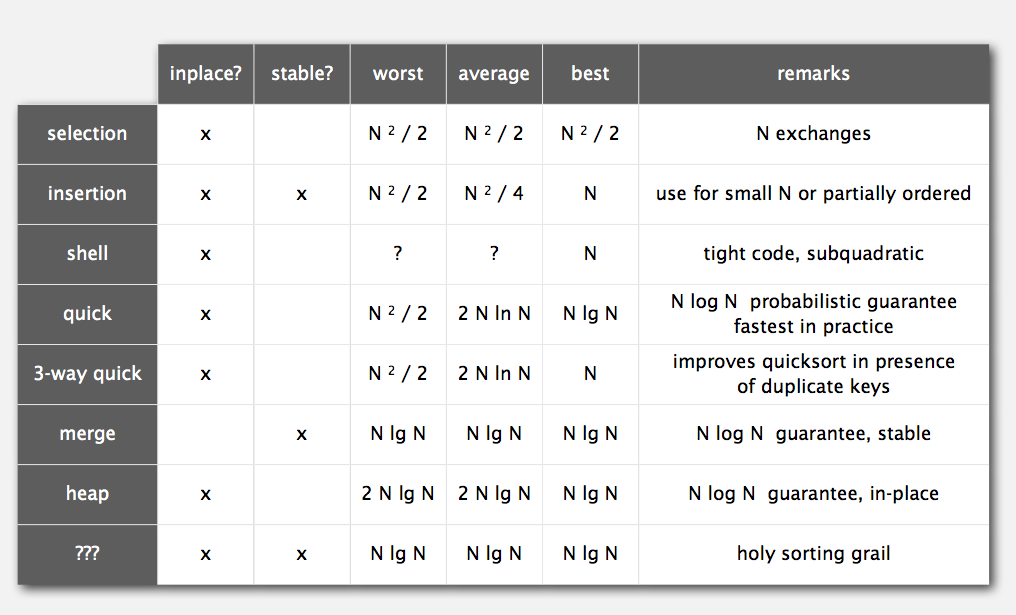 inplace? stable? worst average best remarks
selection x N ² / 2 N ² / 2 N ² / 2 N exchanges
insertion x x N ² / 2 N ² / 4 N use for small N or partially ordered
shell x ? ? N tight code, subquadratic
quick x N ² / 2 2 N ln N N lg N N log N probabilistic guarantee
fastest in practice
3-way quick x N ² / 2 2 N ln N N improves quicksort in presence
of duplicate keys
merge x N lg N N lg N N lg N N log N guarantee, stable
heap x 2 N lg N 2 N lg N N lg N N log N guarantee, in-place
??? x x N lg N N lg N N lg N holy sorting grail